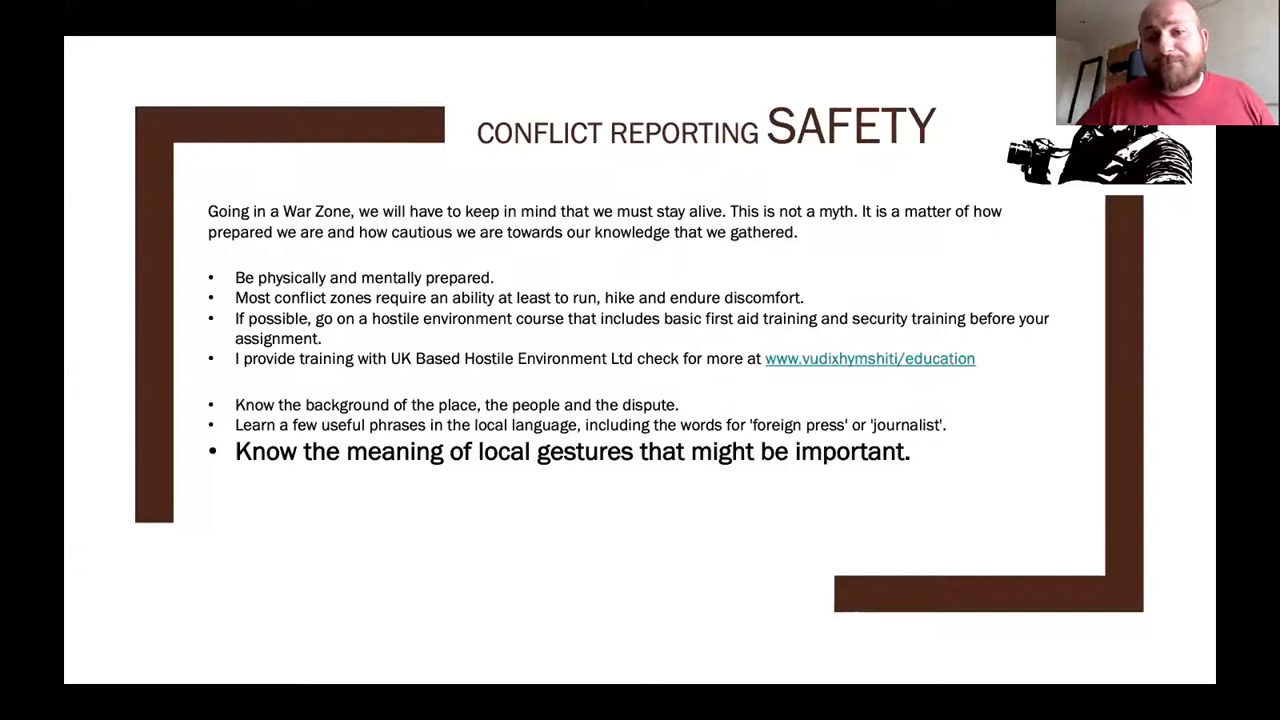 CONFLICT REPORTING SAFETY
Going in a War Zone, we will have to keep in mind that we must stay alive. This is not a myth. It is a matter of how
prepared we are and how cautious we are towards our knowledge that we gathered.
• Be physically and mentally prepared.
• Most conflict zones require an ability at least to run, hike and endure discomfort.
• If possible, go on a hostile environment course that includes basic first aid training and security training before your
assignment.
• I provide training with UK Based Hostile Environment Ltd check for more at www.vudixhymshiti/education
• Know the background of the place, the people and the dispute.
• Learn a few useful phrases in the local language, including the words for 'foreign press' or 'journalist'.
• Know the meaning of local gestures that might be important.